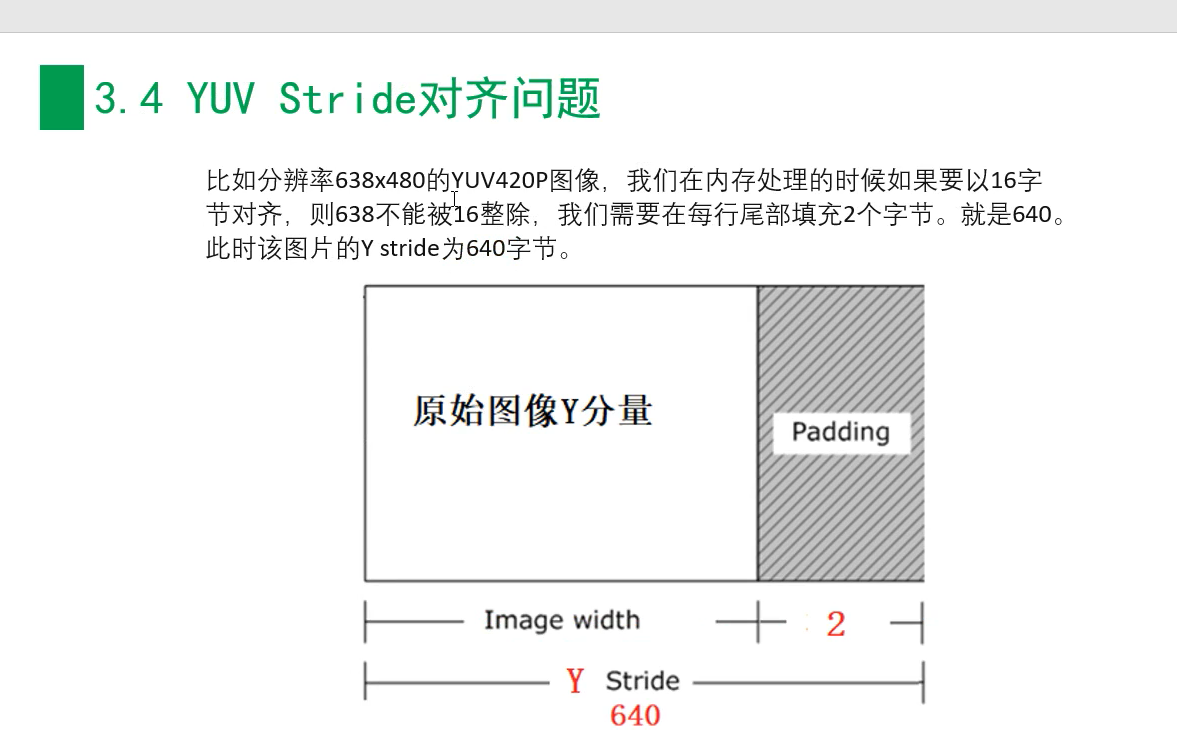 3.4 YUV Stride对齐问题
比如分辨率638x480的YUV420P图像，我们在内存处理的时候如果要以16字
节对齐，则638不能被16整除，我们需要在每行尾部填充2个字节。就是640。
此时该图片的Y stride为640字节。
原始图像Y分量
Padding
Image width
2
Y Stride
640